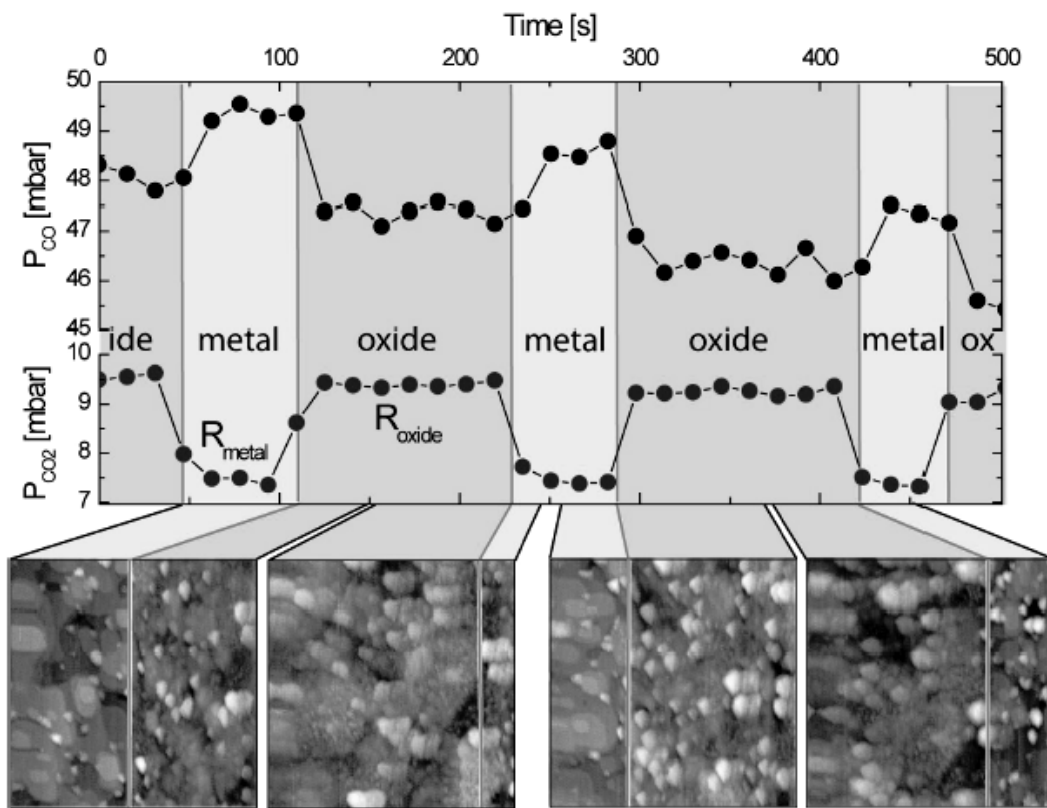 Time [s]
0 100 200 300 400 500
50
49
48
47
46
45
P_CO [mbar]
ide metal oxide metal oxide metal ox
10
9
8
7
P_CO2 [mbar]
R_metal
R_oxide